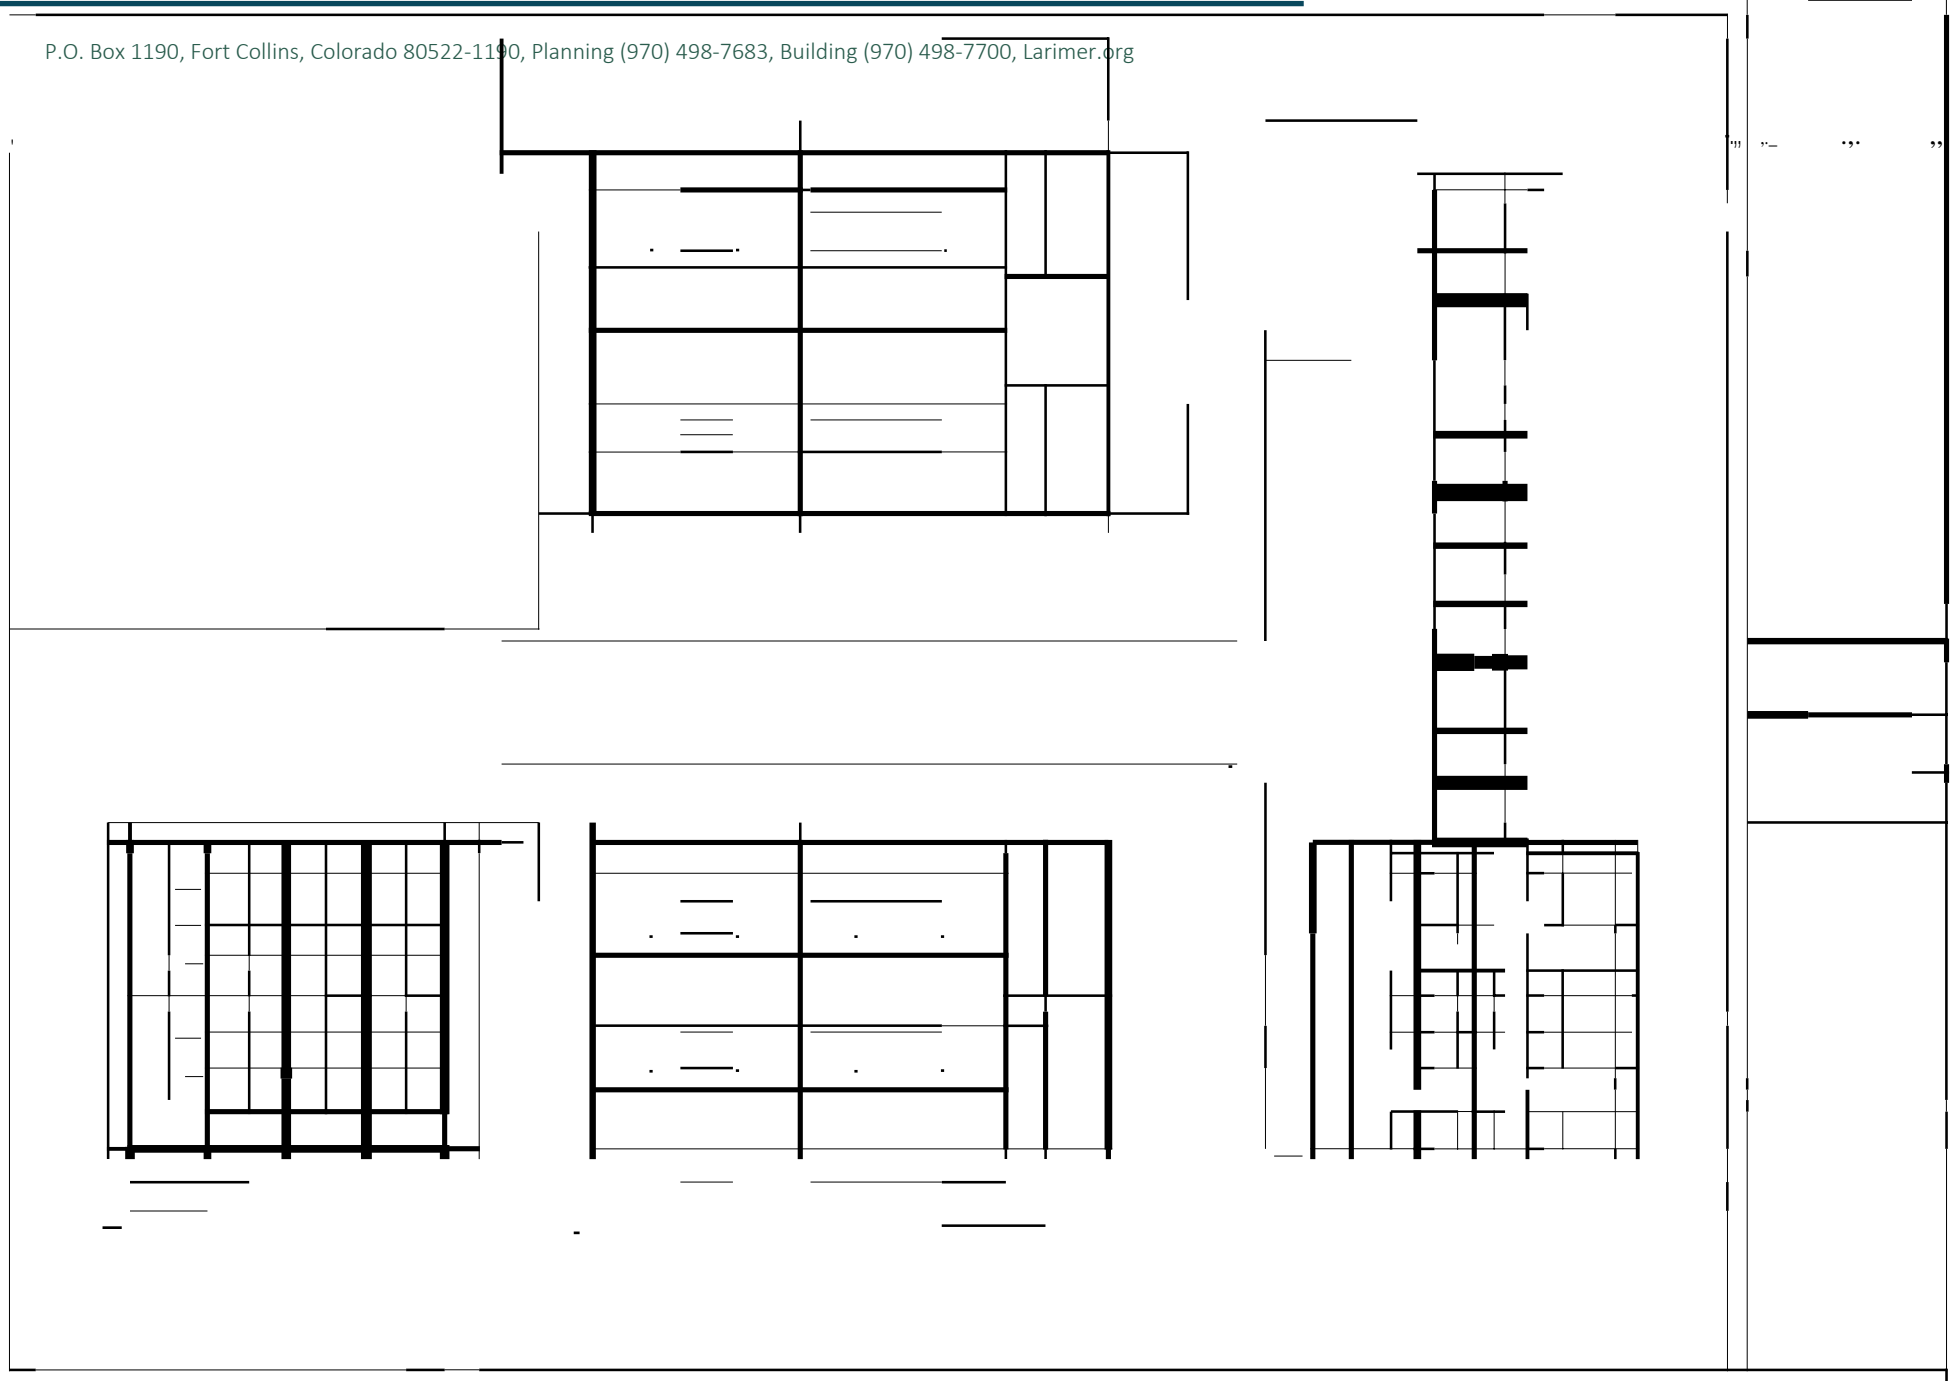 P.O. Box 1190, Fort Collins, Colorado 80522-1190, Planning (970) 498-7683, Building (970) 498-7700, Larimer.org